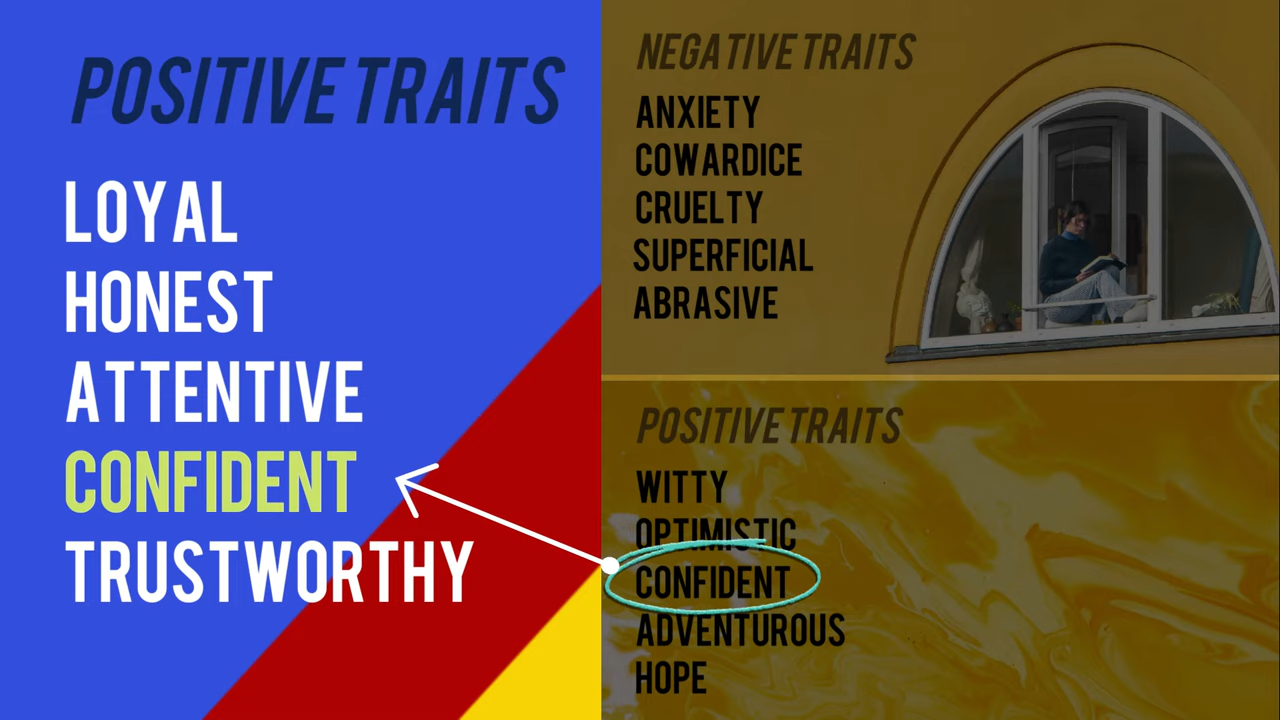 POSITIVE TRAITS
LOYAL
HONEST
ATTENTIVE
CONFIDENT
TRUSTWORTHY
NEGATIVE TRAITS
ANXIETY
COWARDICE
CRUELTY
SUPERFICIAL
ABRASIVE
POSITIVE TRAITS
WITTY
OPTIMISTIC
CONFIDENT
ADVENTUROUS
HOPE